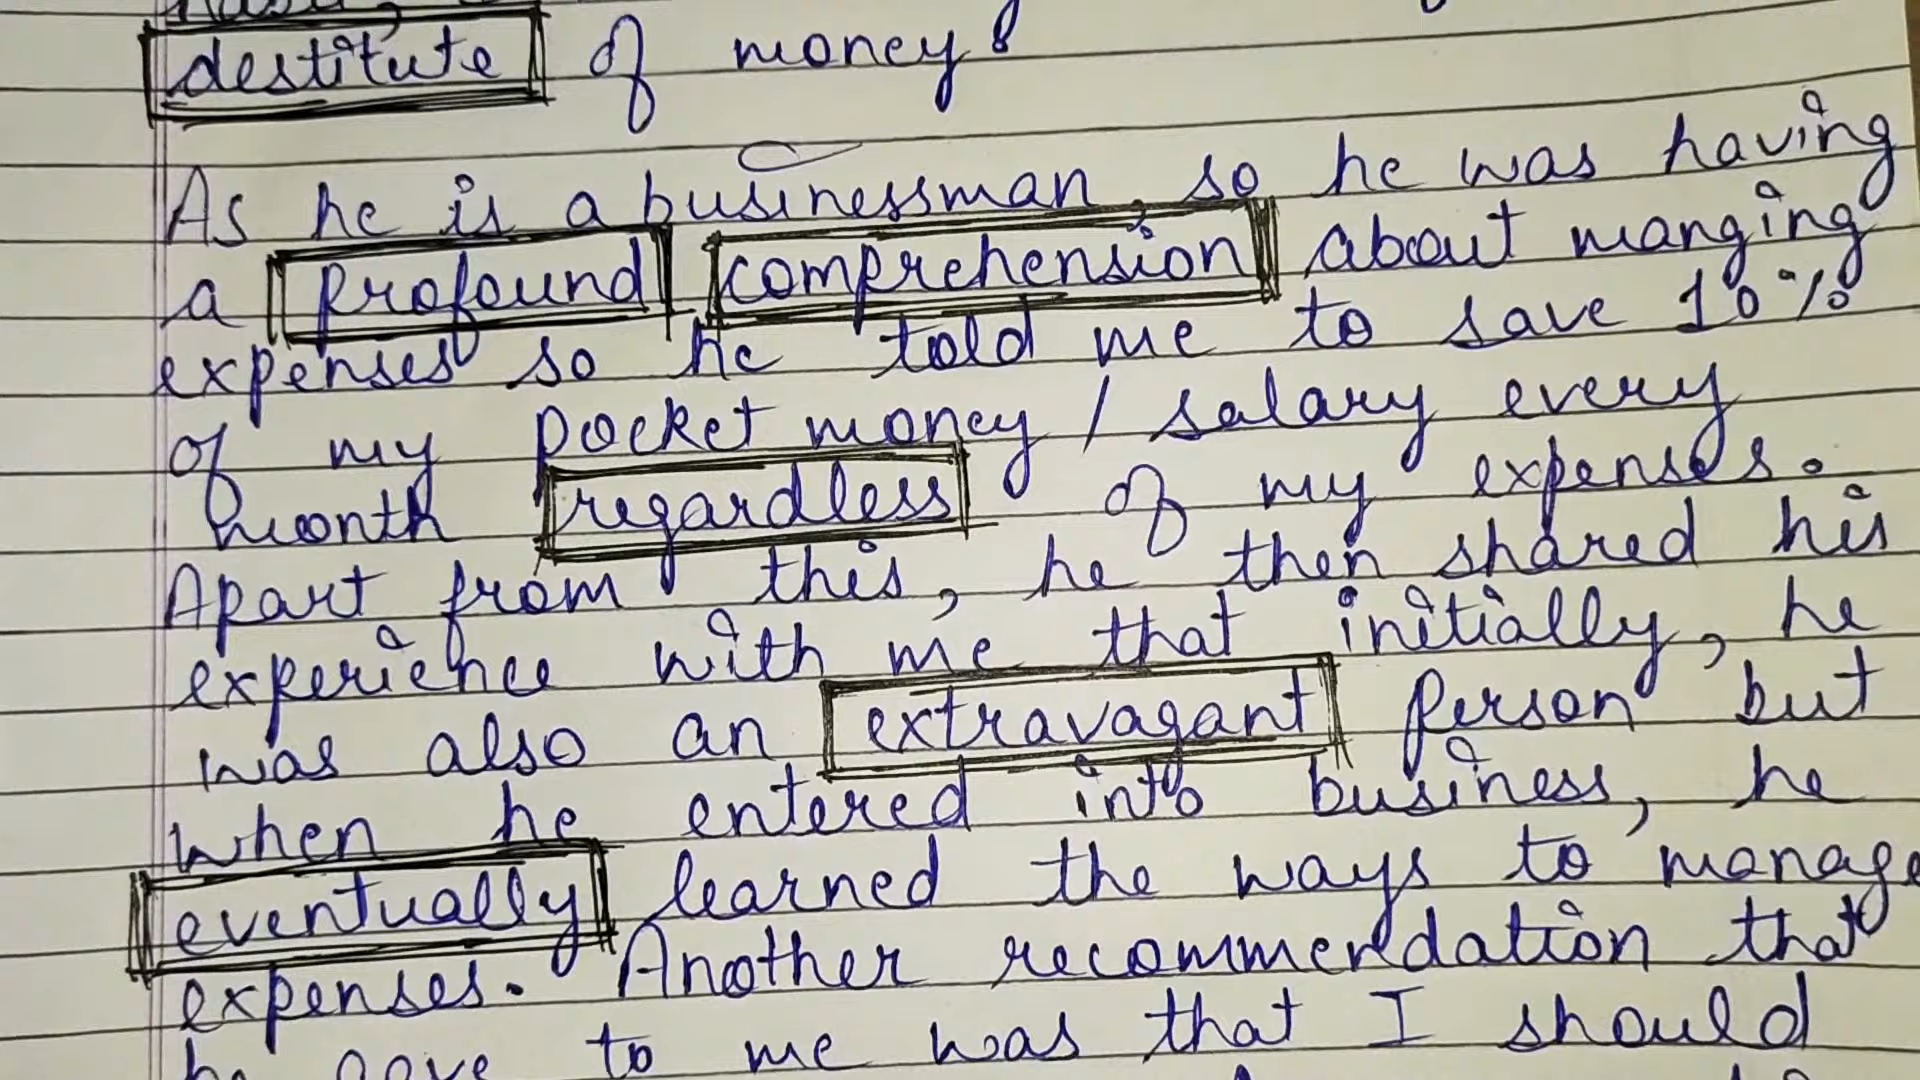 destitute of money.
As he is a businessman, so he was having
a profound comprehension about manging
expenses so he told me to save 10%
of my pocket money / salary every
month regardless of my expenses.
Apart from this, he then shared his
experience with me that initially, he
was also an extravagant person but
when he entered into business, he
eventually learned the ways to manage
expenses. Another recommendation that
he gave to me was that I should